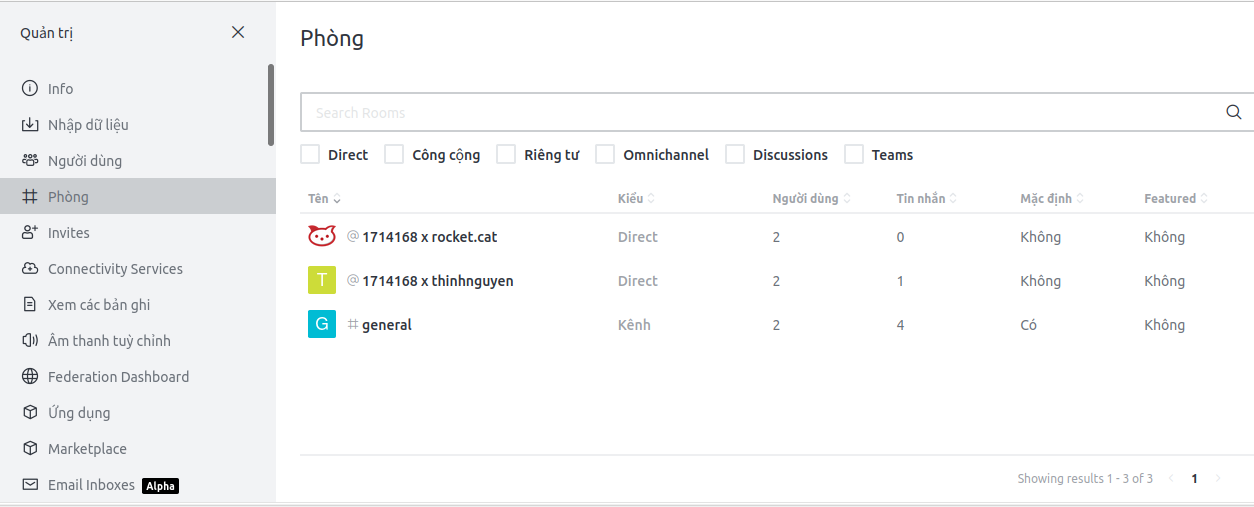 Quản trị
Info
Nhập dữ liệu
Người dùng
Phòng
Invites
Connectivity Services
Xem các bản ghi
Âm thanh tuỳ chỉnh
Federation Dashboard
Ứng dụng
Marketplace
Email Inboxes Alpha
Phòng
Search Rooms
Direct Công cộng Riêng tư Omnichannel Discussions Teams
Tên Kiểu Người dùng Tin nhắn Mặc định Featured
@ 1714168 x rocket.cat Direct 2 0 Không Không
T @ 1714168 x thinhnguyen Direct 2 1 Không Không
G # general Kênh 2 4 Có Không
Showing results 1 - 3 of 3 < 1 >